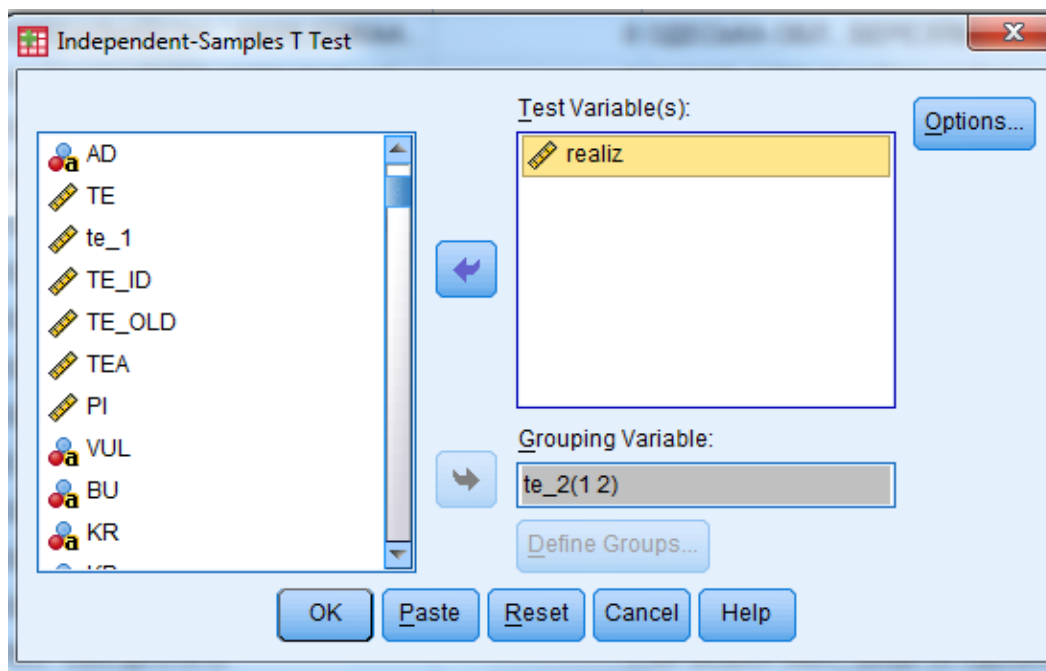 Independent-Samples T Test
Test Variable(s):
Options...
a AD
TE
te_1
TE_ID
TE_OLD
TEA
PI
a VUL
a BU
a KR
realiz
Grouping Variable:
te_2(1 2)
Define Groups...
OK
Paste
Reset
Cancel
Help